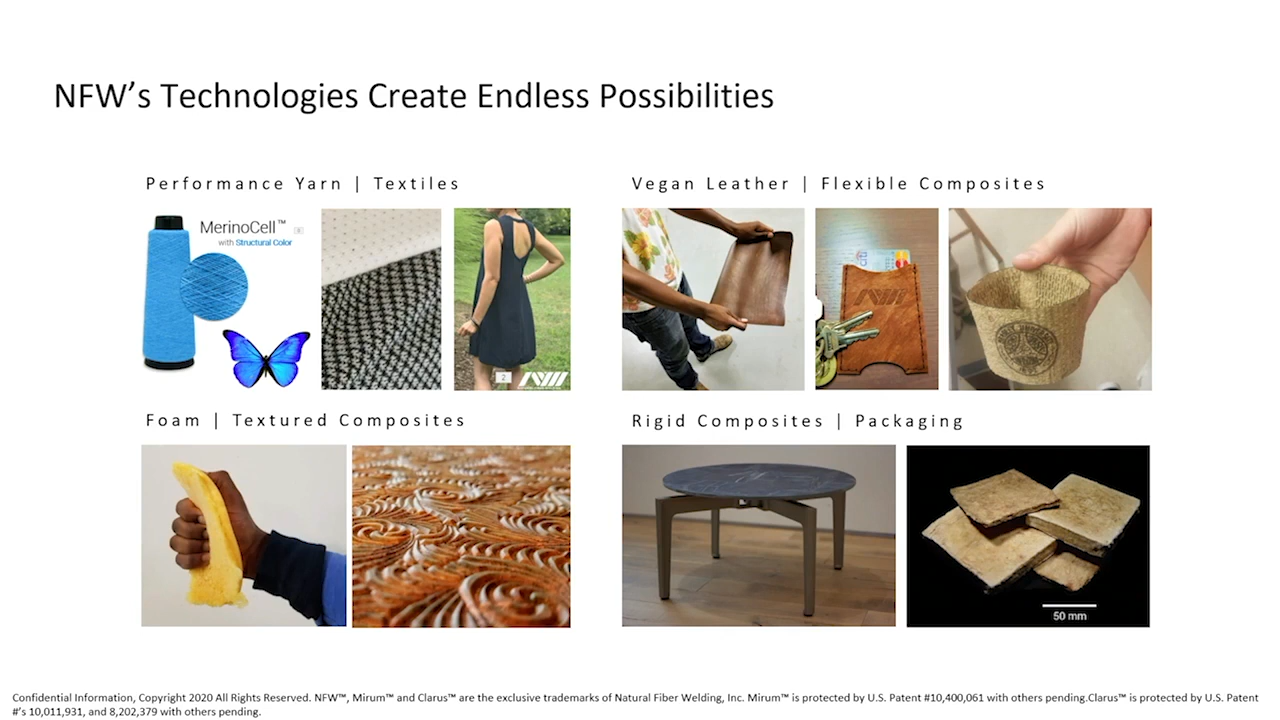 NFW’s Technologies Create Endless Possibilities
Performance Yarn | Textiles
Vegan Leather | Flexible Composites
MerinoCell™
with Structural Color
2
NFW
Foam | Textured Composites
Rigid Composites | Packaging
50 mm
Confidential Information, Copyright 2020 All Rights Reserved. NFW™, Mirum™ and Clarus™ are the exclusive trademarks of Natural Fiber Welding, Inc. Mirum™ is protected by U.S. Patent #10,400,061 with others pending.Clarus™ is protected by U.S. Patent
#’s 10,011,931, and 8,202,379 with others pending.